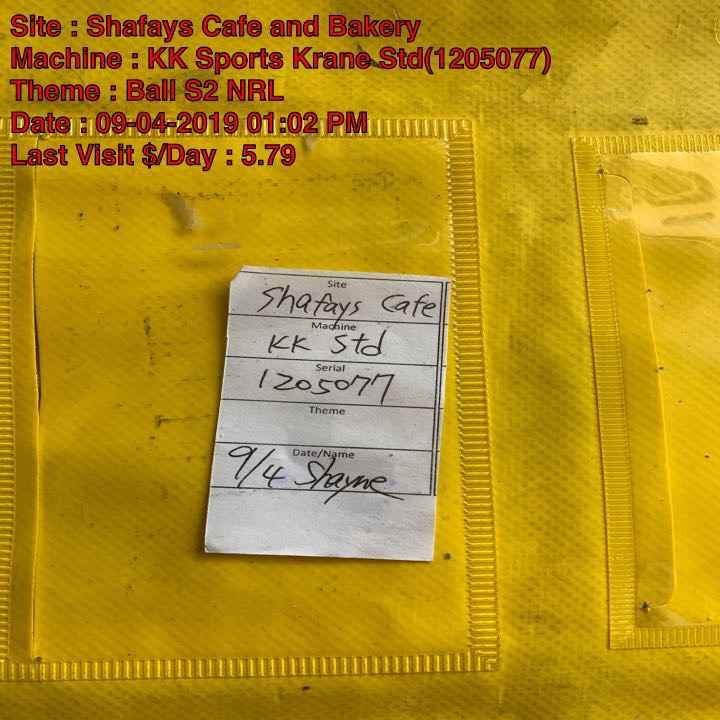 Site : Shafays Cafe and Bakery
Machine : KK Sports Krane Std(1205077)
Theme : Ball S2 NRL
Date : 09-04-2019 01:02 PM
Last Visit $/Day : 5.79
Site
Shafays Cafe
Machine
KK Std
Serial
1205077
Theme
Date/Name
9/4 Shayne